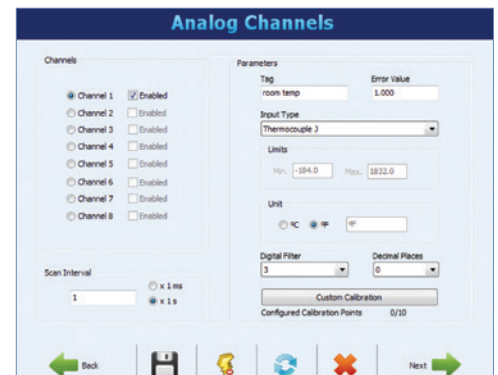 Analog Channels
Channels
Channel 1 Enabled
Channel 2 Enabled
Channel 3 Enabled
Channel 4 Enabled
Channel 5 Enabled
Channel 6 Enabled
Channel 7 Enabled
Channel 8 Enabled
Scan Interval
x 1 ms
1
x 1 s
Parameters
Tag Error Value
room temp 1.000
Input Type
Thermocouple J
Limits
Min. -184.0 Max. 1832.0
Unit
ºC ºF ºF
Digital Filter Decimal Places
3 0
Custom Calibration
Configured Calibration Points 0/10
Back Next